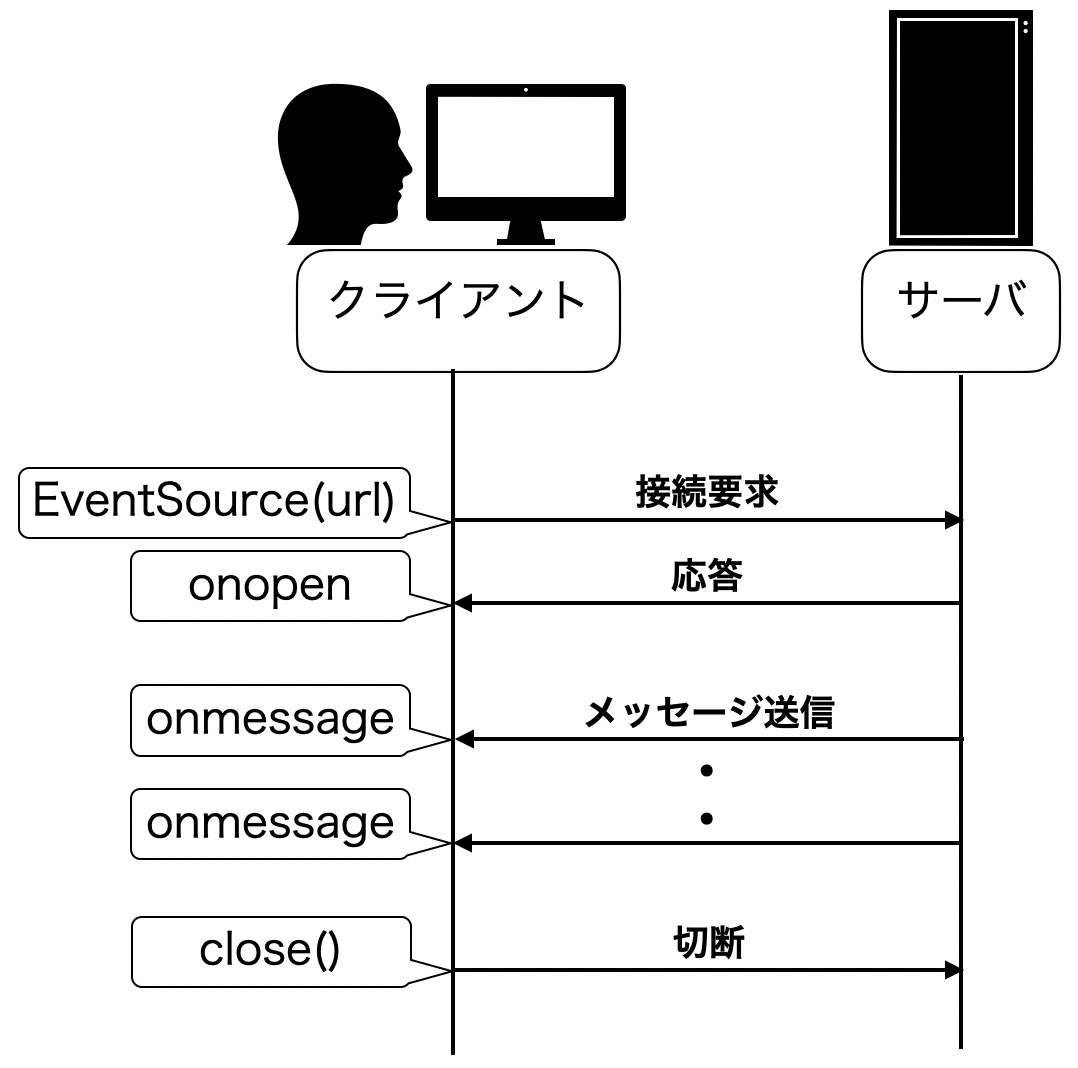 クライアント
サーバ
EventSource(url)
接続要求
onopen
応答
onmessage
メッセージ送信
・
・
onmessage
close()
切断